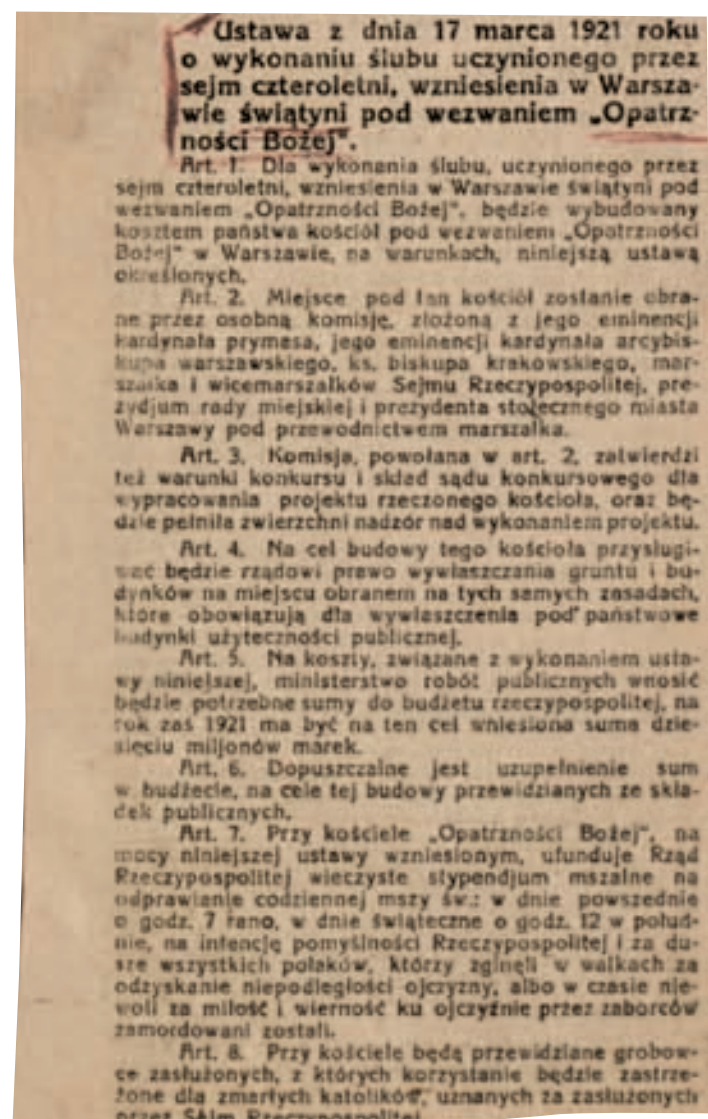 Ustawa z dnia 17 marca 1921 roku
o wykonaniu ślubu uczynionego przez
sejm czteroletni, wzniesienia w Warsza-
wie świątyni pod wezwaniem „Opatrz-
ności Bożej".
Art. 1. Dla wykonania ślubu, uczynionego przez
sejm czteroletni, wzniesienia w Warszawie świątyni pod
wezwaniem „Opatrzności Bożej", będzie wybudowany
kosztem państwa kościół pod wezwaniem „Opatrzności
Bożej" w Warszawie, na warunkach, niniejszą ustawą
określonych.
Art. 2. Miejsce pod ten kościół zostanie obra-
ne przez osobną komisję, złożoną z jego eminencji
kardynała prymasa, jego eminencji kardynała arcybis-
kupa warszawskiego, ks. biskupa krakowskiego, mar-
szałka i wicemarszałków Sejmu Rzeczypospolitej, pre-
zydjum rady miejskiej i prezydenta stołecznego miasta
Warszawy pod przewodnictwem marszałka.
Art. 3. Komisja, powołana w art. 2, zatwierdzi
też warunki konkursu i skład sądu konkursowego dla
wypracowania projektu rzeczonego kościoła, oraz bę-
dzie pełniła zwierzchni nadzór nad wykonaniem projektu.
Art. 4. Na cel budowy tego kościoła przysługi-
wać będzie rządowi prawo wywłaszczania gruntu i bu-
dynków na miejscu obranem na tych samych zasadach,
które obowiązują dla wywłaszczenia pod państwowe
budynki użyteczności publicznej.
Art. 5. Na koszty, związane z wykonaniem usta-
wy niniejszej, ministerstwo robót publicznych wnosić
będzie potrzebne sumy do budżetu rzeczypospolitej, na
rok zaś 1921 ma być na ten cel wniesiona suma dzie-
sięciu miljonów marek.
Art. 6. Dopuszczalne jest uzupełnienie sum
w budżecie, na cele tej budowy przewidzianych ze skła-
dek publicznych.
Art. 7. Przy kościele „Opatrzności Bożej", na
mocy niniejszej ustawy wzniesionym, ufunduje Rząd
Rzeczypospolitej wieczyste stypendjum mszalne na
odprawianie codziennej mszy św.: w dnie powszednie
o godz. 7 rano, w dnie świąteczne o godz. 12 w połud-
nie, na intencję pomyślności Rzeczypospolitej i za du-
sze wszystkich polaków, którzy zginęli w walkach za
odzyskanie niepodległości ojczyzny, albo w czasie nie-
woli za miłość i wierność ku ojczyźnie przez zaborców
zamordowani zostali.
Art. 8. Przy kościele będą przewidziane grobow-
ce zasłużonych, z których korzystanie będzie zastrze-
żone dla zmarłych katolików, uznanych za zasłużonych
przez Sejm Rzeczypospolitej.